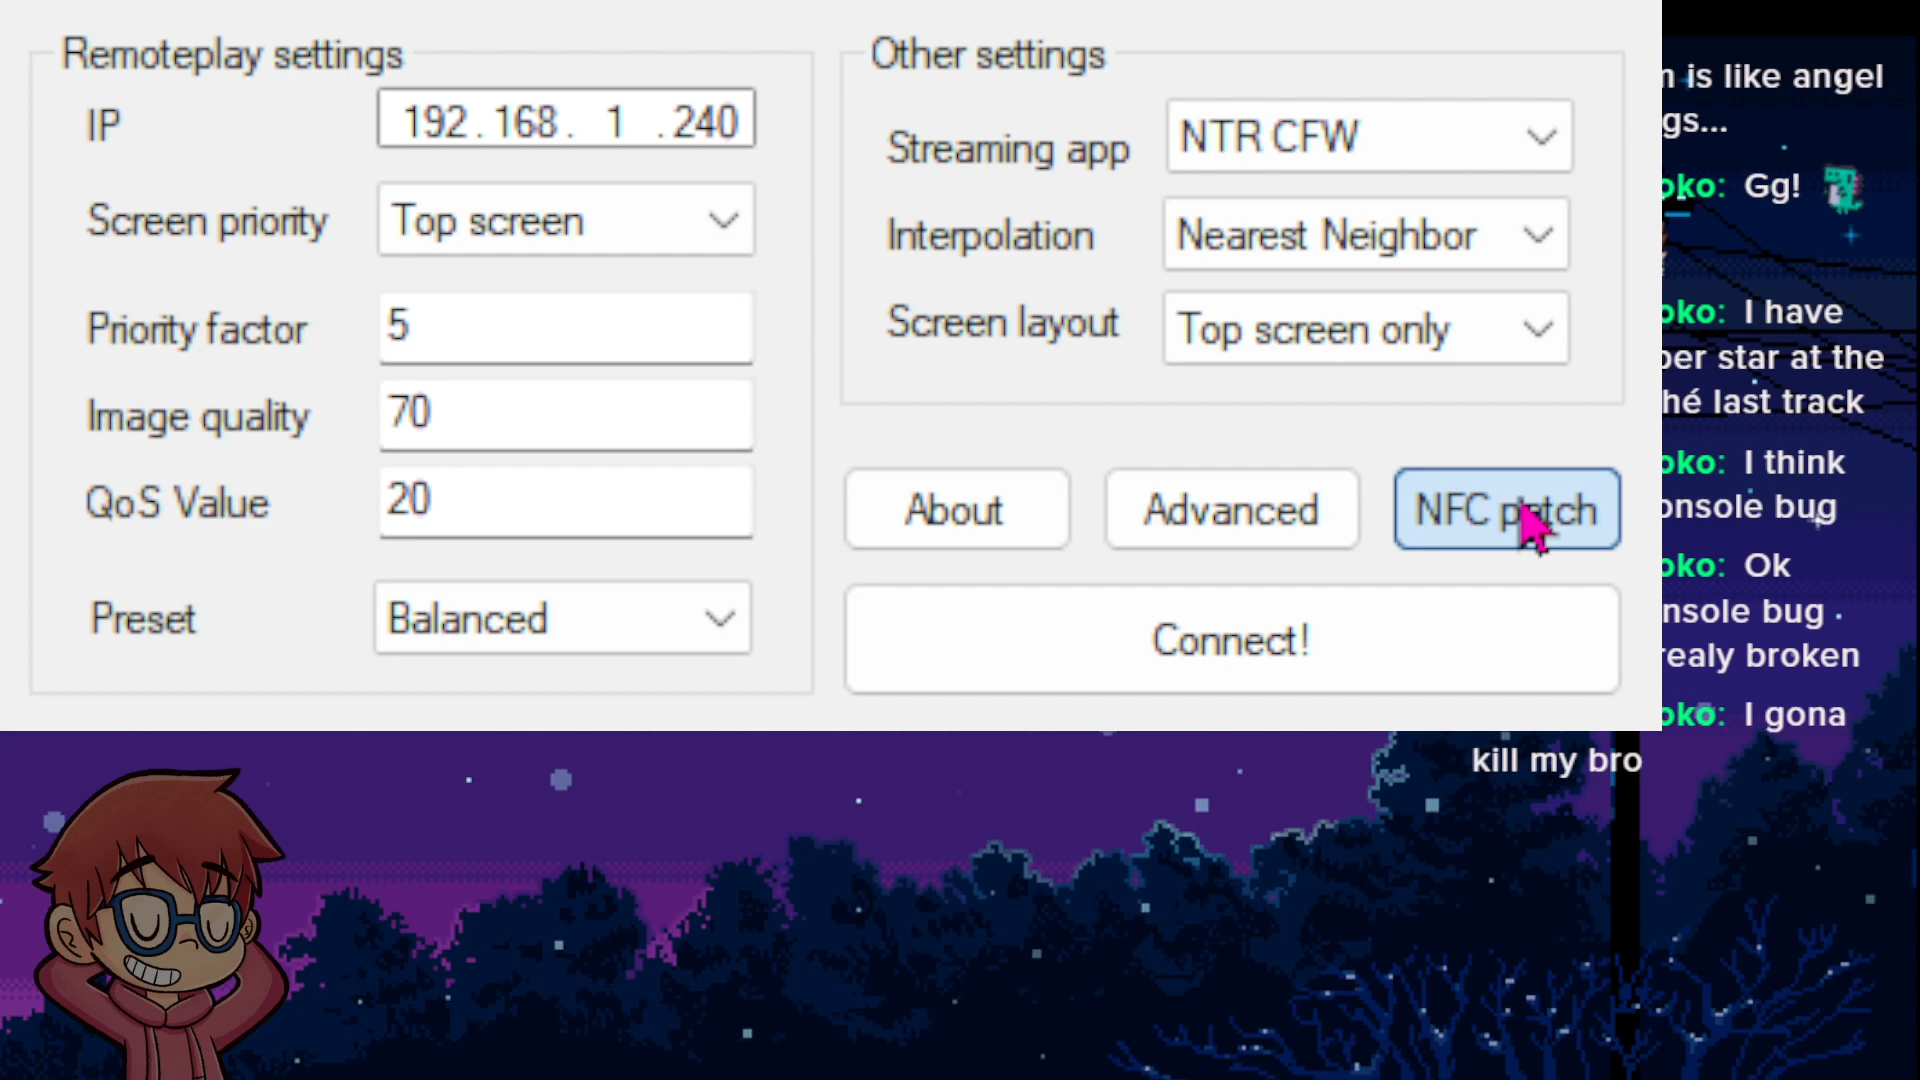 Remoteplay settings
IP 192.168. 1 .240
Screen priority Top screen
Priority factor 5
Image quality 70
QoS Value 20
Preset Balanced
Other settings
Streaming app NTR CFW
Interpolation Nearest Neighbor
Screen layout Top screen only
About Advanced NFC patch
Connect!
is like angel
gs...
oko: Gg!
oko: I have
per star at the
hé last track
oko: I think
onsole bug
oko: Ok
nsole bug
realy broken
oko: I gona
kill my bro